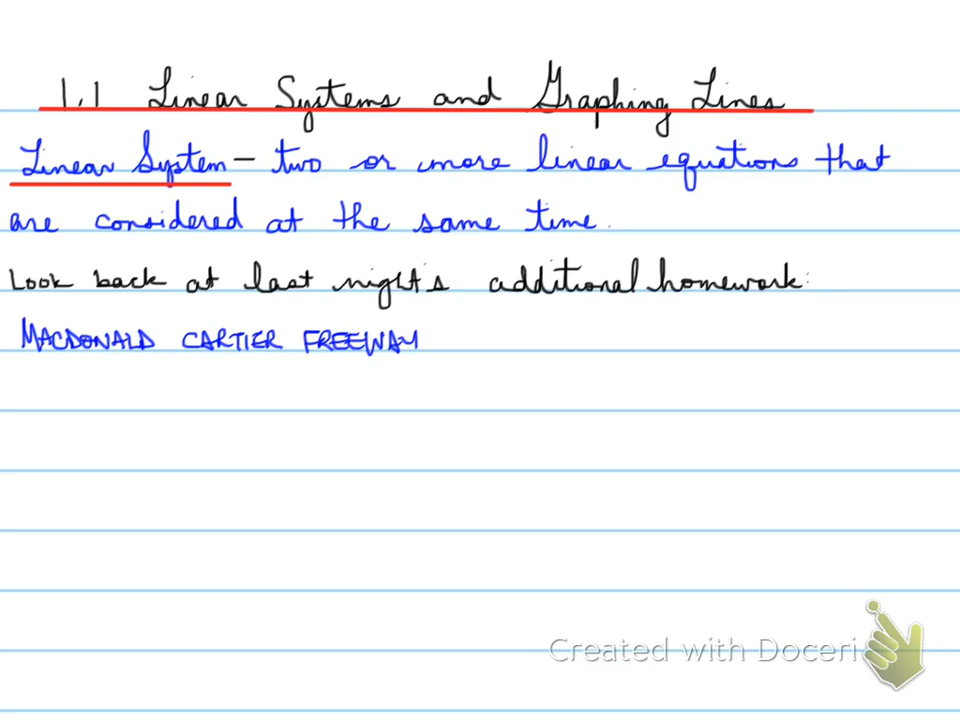 1.1 Linear Systems and Graphing Lines
Linear System - two or more linear equations that
are considered at the same time.
Look back at last night's additional homework:
MACDONALD CARTIER FREEWAY
Created with Doceri